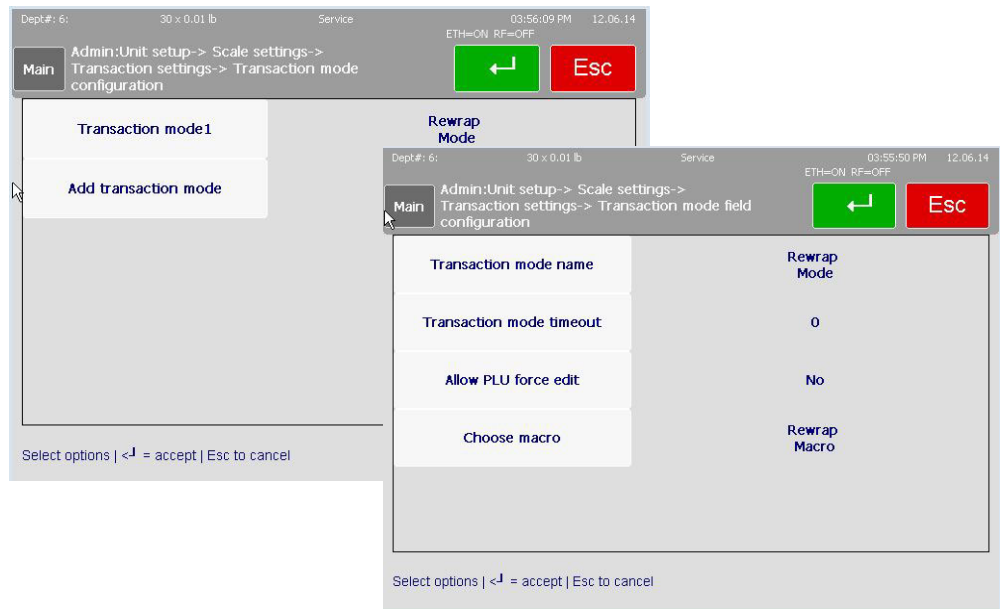 Dept#: 6: 30 x 0.01 lb Service 03:56:09 PM 12.06.14
ETH=ON RF=OFF
Main
Admin:Unit setup-> Scale settings->
Transaction settings-> Transaction mode
configuration
Esc
Transaction mode1
Rewrap
Mode
Add transaction mode
Select options | <┘ = accept | Esc to cancel
Dept#: 6: 30 x 0.01 lb Service 03:55:50 PM 12.06.14
ETH=ON RF=OFF
Main
Admin:Unit setup-> Scale settings->
Transaction settings-> Transaction mode field
configuration
Esc
Transaction mode name
Rewrap
Mode
Transaction mode timeout 0
Allow PLU force edit No
Choose macro
Rewrap
Macro
Select options | <┘ = accept | Esc to cancel